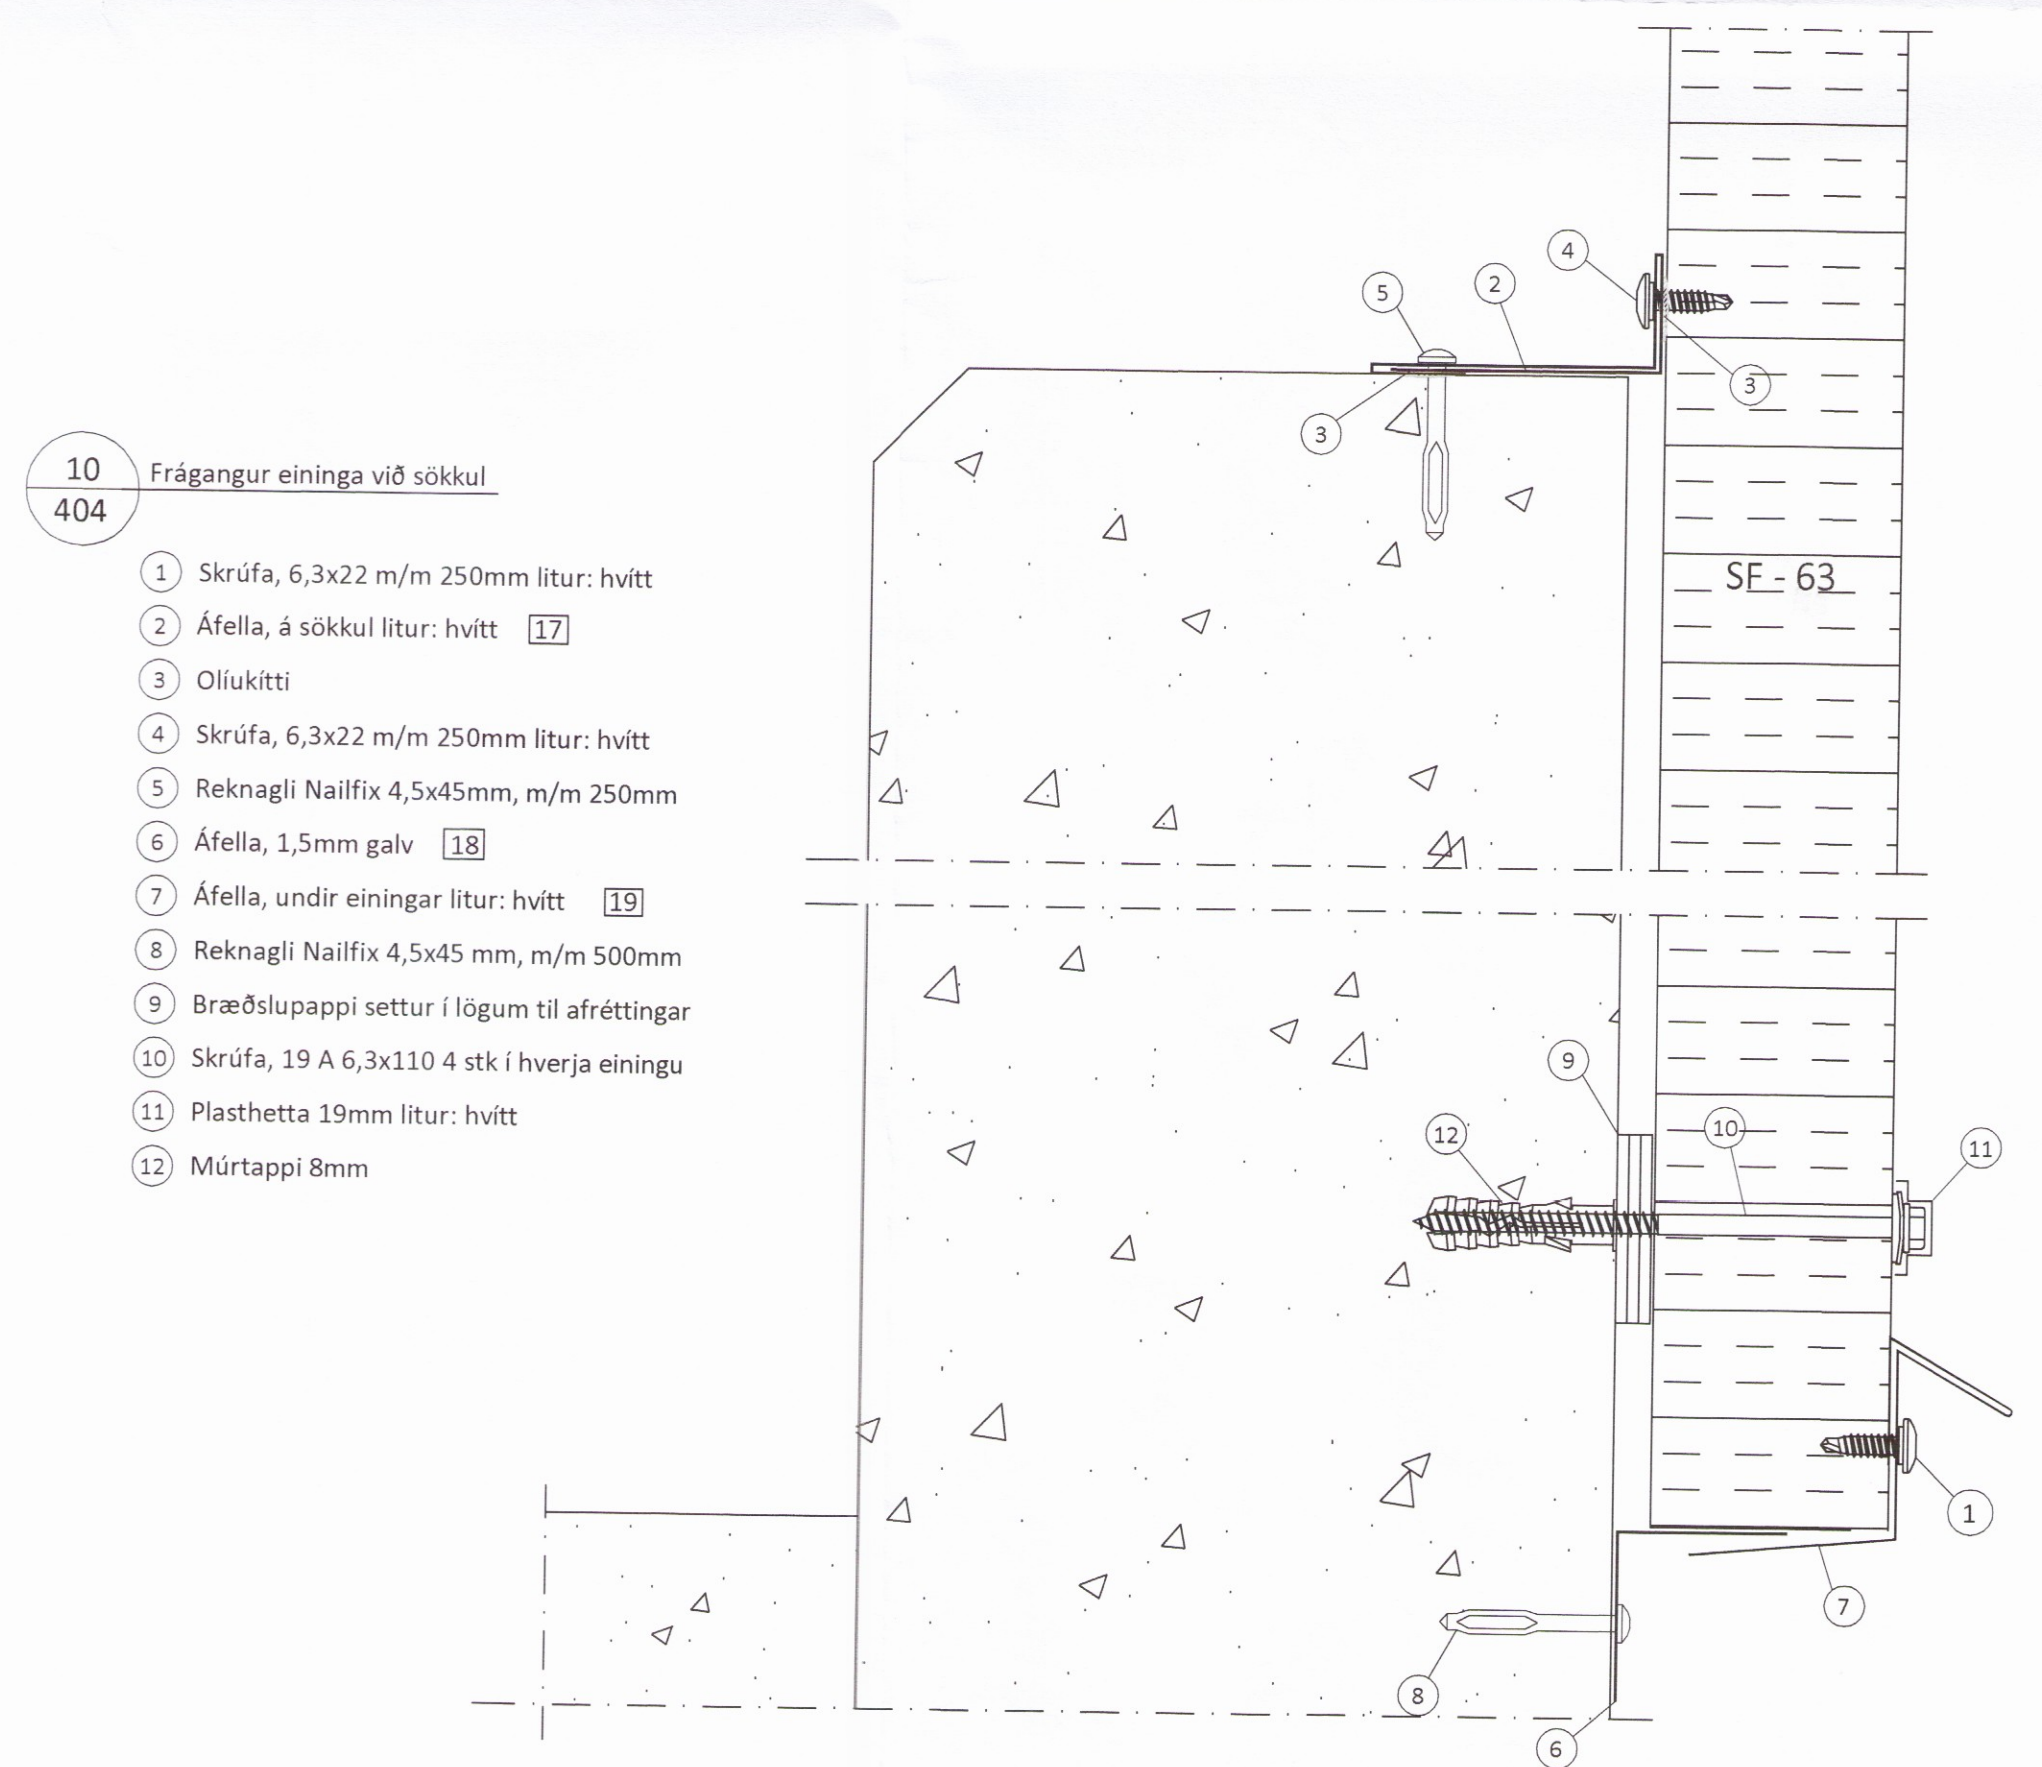 10
404
Frágangur eininga við sökkul
1 Skrúfa, 6,3x22 m/m 250mm litur: hvítt
2 Áfella, á sökkul litur: hvítt 17
3 Olíukítti
4 Skrúfa, 6,3x22 m/m 250mm litur: hvítt
5 Reknagli Nailfix 4,5x45mm, m/m 250mm
6 Áfella, 1,5mm galv 18
7 Áfella, undir einingar litur: hvítt 19
8 Reknagli Nailfix 4,5x45 mm, m/m 500mm
9 Bræðslupappi settur í lögum til afréttingar
10 Skrúfa, 19 A 6,3x110 4 stk í hverja einingu
11 Plasthetta 19mm litur: hvítt
12 Múrtappi 8mm
4
5
2
3
3
SF - 63
9
12
10
11
1
7
8
6